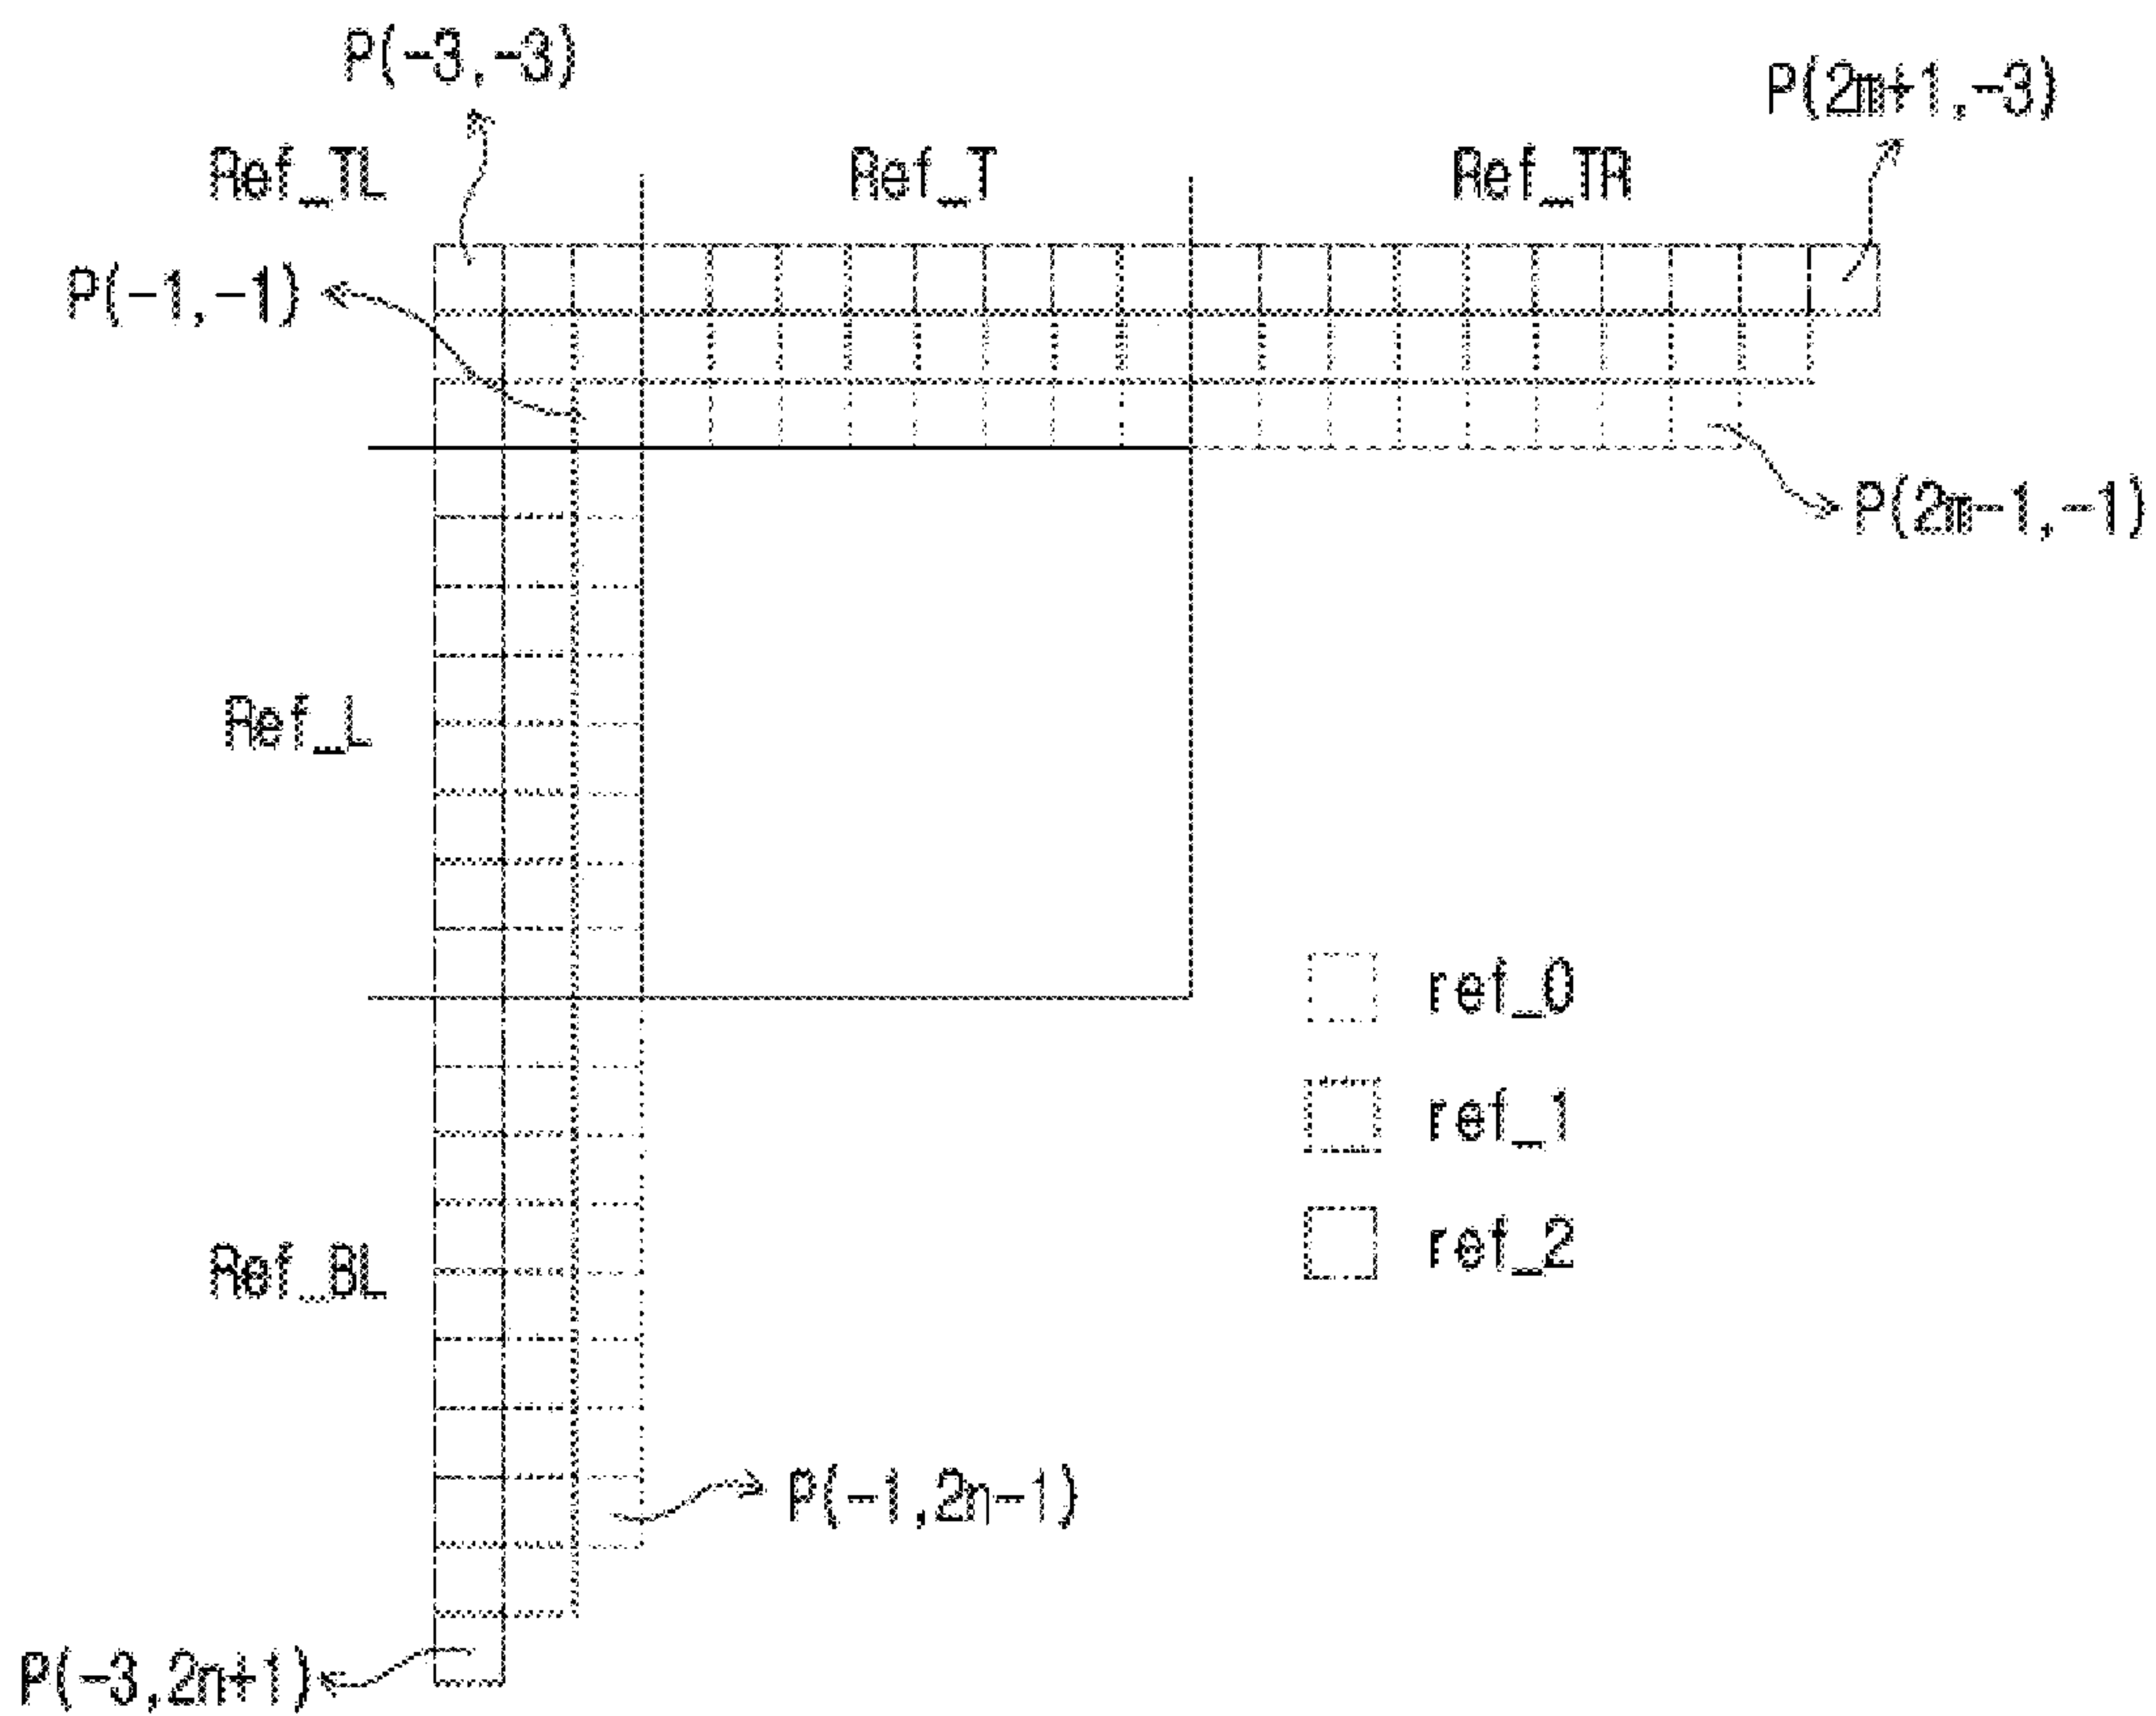 P(-3,-3)
P(2m+1,-3)
Ref_TL
Ref_T
Ref_TR
P(-1,-1)
P(2m-1,-1)
Ref_L
ref_0
ref_1
ref_2
Ref_BL
P(-1,2n-1)
P(-3,2n+1)